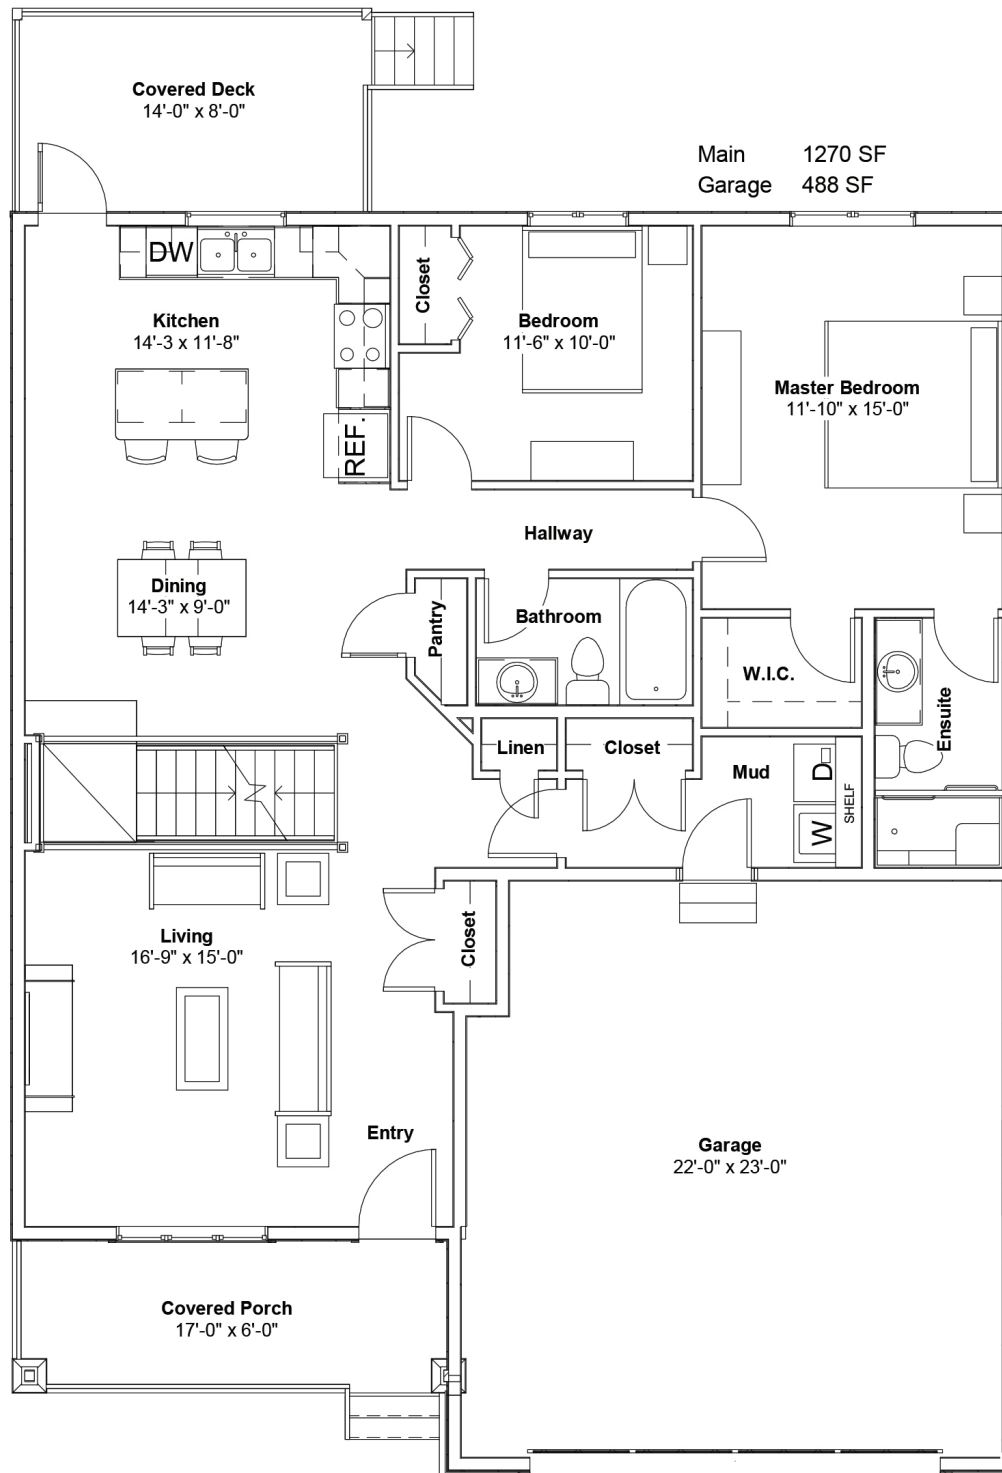 Covered Deck
14'-0" x 8'-0"
Main 1270 SF
Garage 488 SF
DW
Closet
Kitchen
14'-3 x 11'-8"
Bedroom
11'-6" x 10'-0"
Master Bedroom
11'-10" x 15'-0"
REF.
Hallway
Dining
14'-3" x 9'-0"
Pantry
Bathroom
W.I.C.
Ensuite
Linen
Closet
Mud
D
W
SHELF
Living
16'-9" x 15'-0"
Closet
Entry
Garage
22'-0" x 23'-0"
Covered Porch
17'-0" x 6'-0"